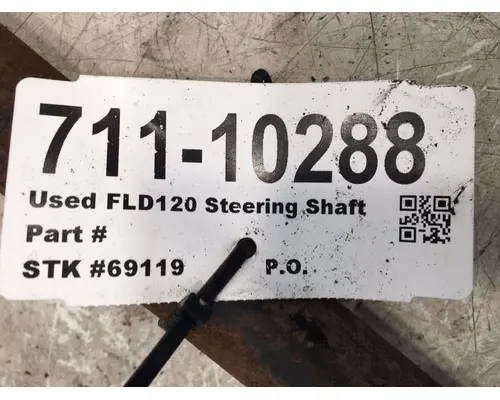 711-10288
Used FLD120 Steering Shaft
Part #
STK #69119 P.O.